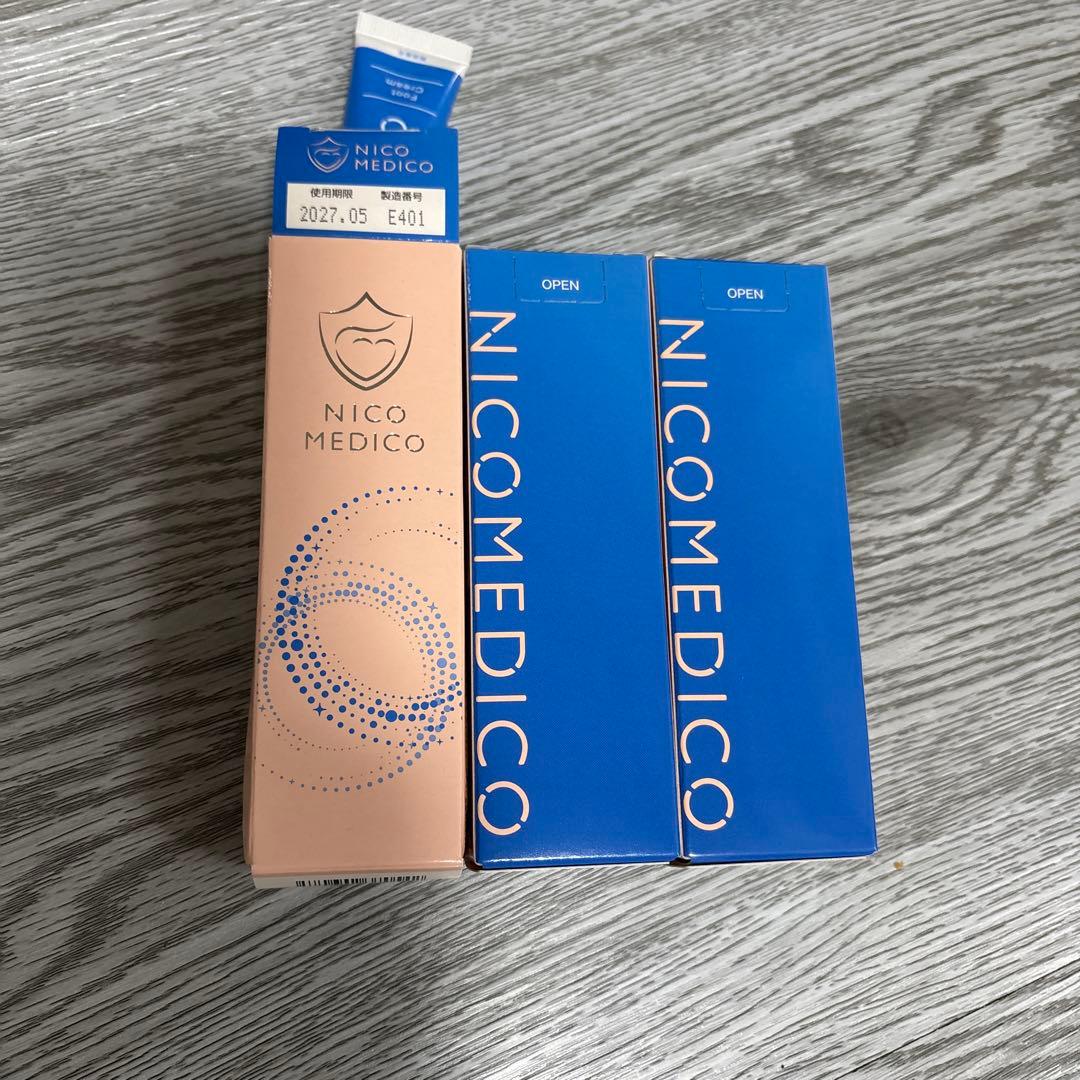 Foot
Cream
NICO
MEDICO
使用期限 製造番号
2027.05 E401
NICO
MEDICO
OPEN
NICOMEDICO
OPEN
NICOMEDICO